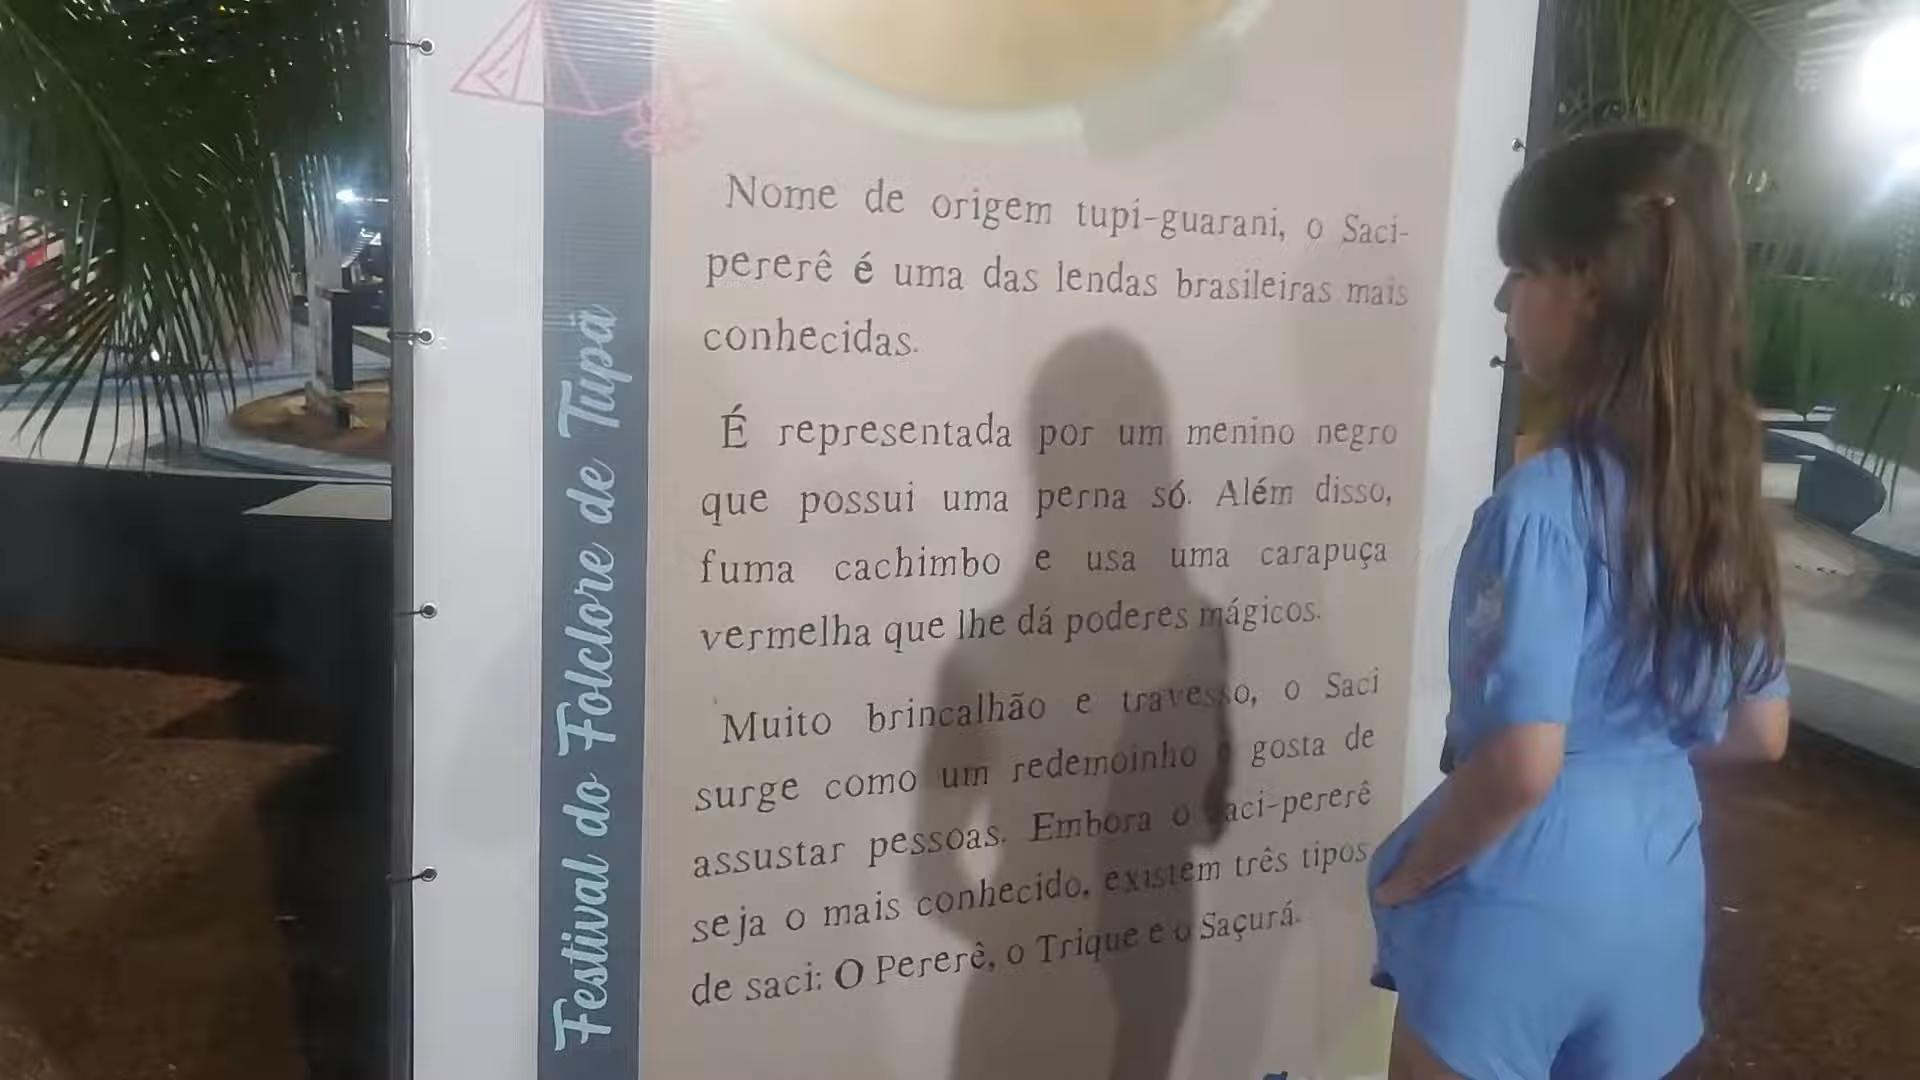 Festival do Folclore de Tupã
Nome de origem tupi-guarani, o Saci-
pererê é uma das lendas brasileiras mais
conhecidas.
É representada por um menino negro
que possui uma perna só. Além disso,
fuma cachimbo e usa uma carapuça
vermelha que lhe dá poderes mágicos.
Muito brincalhão e travesso, o Saci
surge como um redemoinho e gosta de
assustar pessoas. Embora o Saci-pererê
seja o mais conhecido, existem três tipos
de saci: O Pererê, o Trique e o Saçurá.